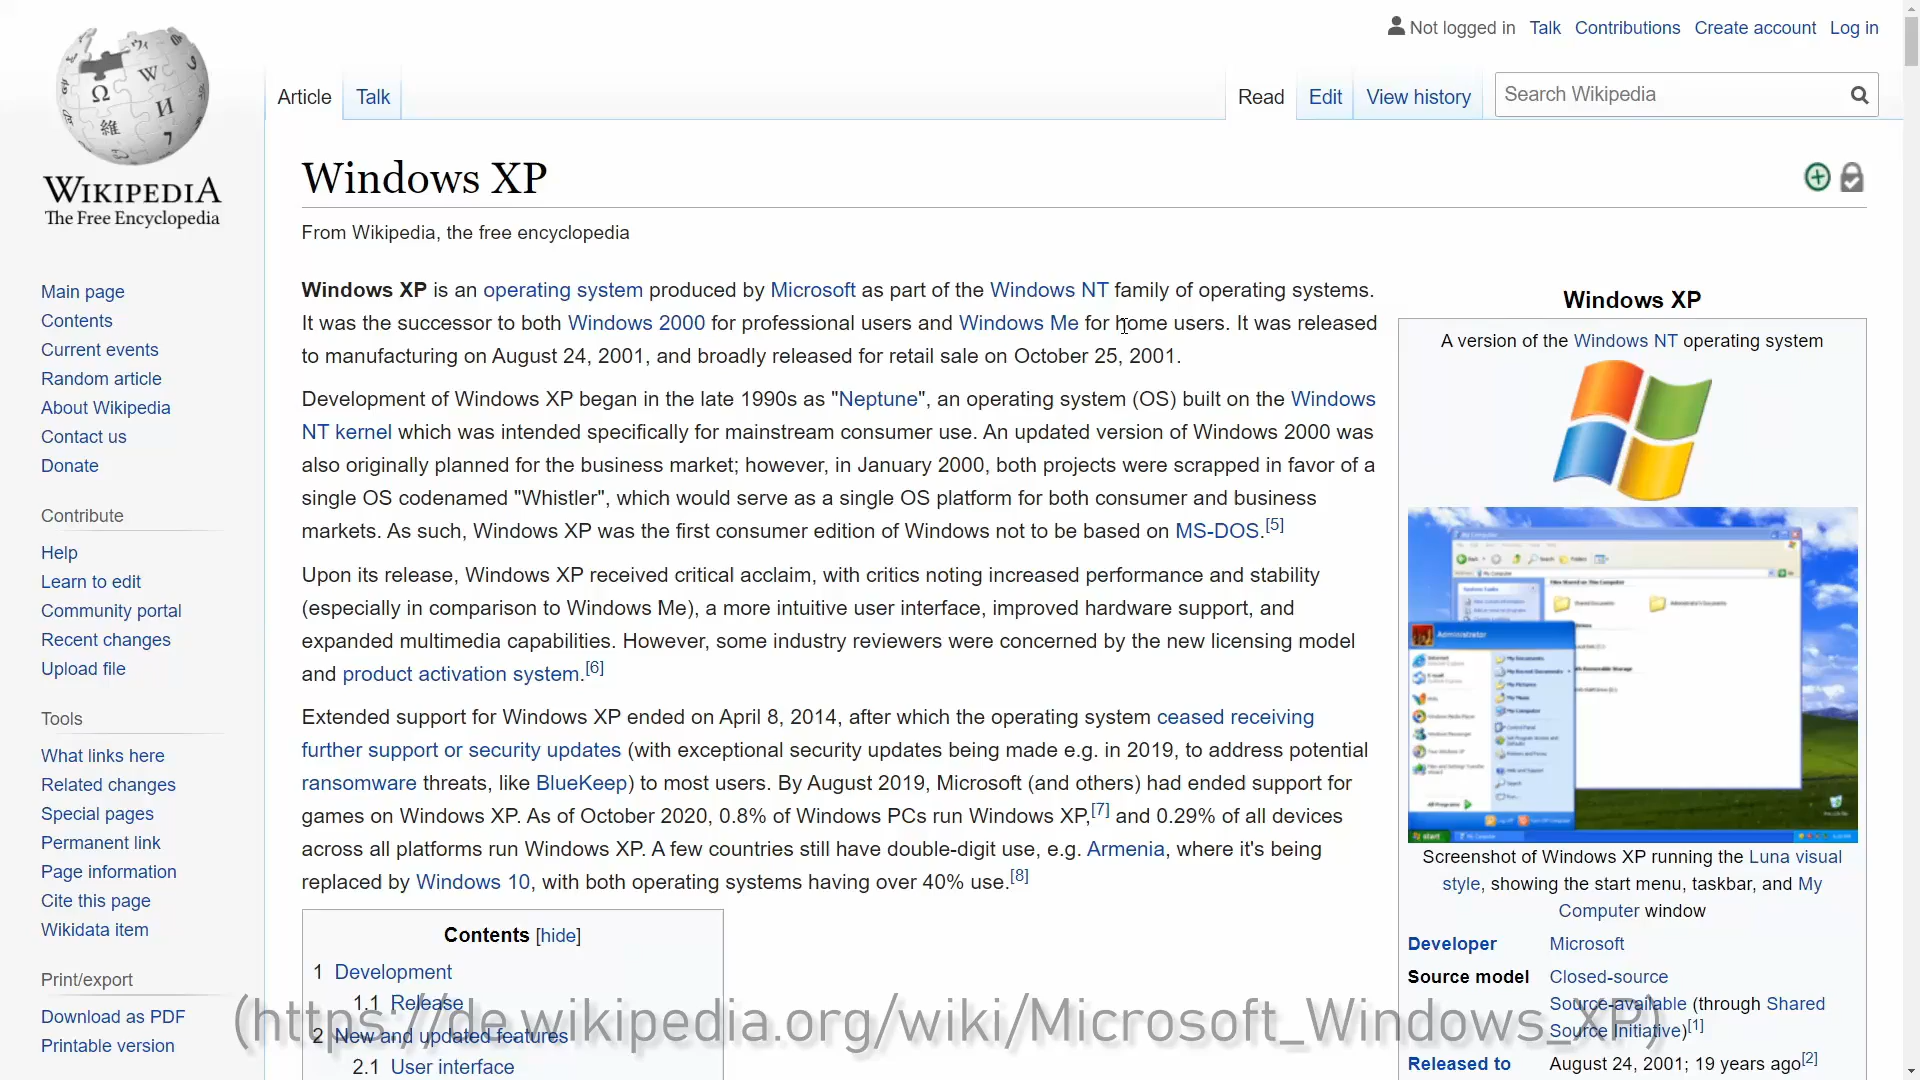 Not logged in Talk Contributions Create account Log in
Article Talk
Read Edit View history Search Wikipedia
WIKIPEDIA
The Free Encyclopedia
Main page
Contents
Current events
Random article
About Wikipedia
Contact us
Donate
Contribute
Help
Learn to edit
Community portal
Recent changes
Upload file
Tools
What links here
Related changes
Special pages
Permanent link
Page information
Cite this page
Wikidata item
Print/export
Download as PDF
Printable version
Windows XP
From Wikipedia, the free encyclopedia
Windows XP is an operating system produced by Microsoft as part of the Windows NT family of operating systems.
It was the successor to both Windows 2000 for professional users and Windows Me for home users. It was released
to manufacturing on August 24, 2001, and broadly released for retail sale on October 25, 2001.
Development of Windows XP began in the late 1990s as "Neptune", an operating system (OS) built on the Windows
NT kernel which was intended specifically for mainstream consumer use. An updated version of Windows 2000 was
also originally planned for the business market; however, in January 2000, both projects were scrapped in favor of a
single OS codenamed "Whistler", which would serve as a single OS platform for both consumer and business
markets. As such, Windows XP was the first consumer edition of Windows not to be based on MS-DOS.[5]
Upon its release, Windows XP received critical acclaim, with critics noting increased performance and stability
(especially in comparison to Windows Me), a more intuitive user interface, improved hardware support, and
expanded multimedia capabilities. However, some industry reviewers were concerned by the new licensing model
and product activation system.[6]
Extended support for Windows XP ended on April 8, 2014, after which the operating system ceased receiving
further support or security updates (with exceptional security updates being made e.g. in 2019, to address potential
ransomware threats, like BlueKeep) to most users. By August 2019, Microsoft (and others) had ended support for
games on Windows XP. As of October 2020, 0.8% of Windows PCs run Windows XP,[7] and 0.29% of all devices
across all platforms run Windows XP. A few countries still have double-digit use, e.g. Armenia, where it's being
replaced by Windows 10, with both operating systems having over 40% use.[8]
Contents [hide]
1 Development
1.1 Release
2 New and updated features
2.1 User interface
Windows XP
A version of the Windows NT operating system
Administrator
start
Screenshot of Windows XP running the Luna visual
style, showing the start menu, taskbar, and My
Computer window
Developer Microsoft
Source model Closed-source
Source-available (through Shared
Source Initiative)[1]
Released to August 24, 2001; 19 years ago[2]
(https://de.wikipedia.org/wiki/Microsoft_Windows_XP)